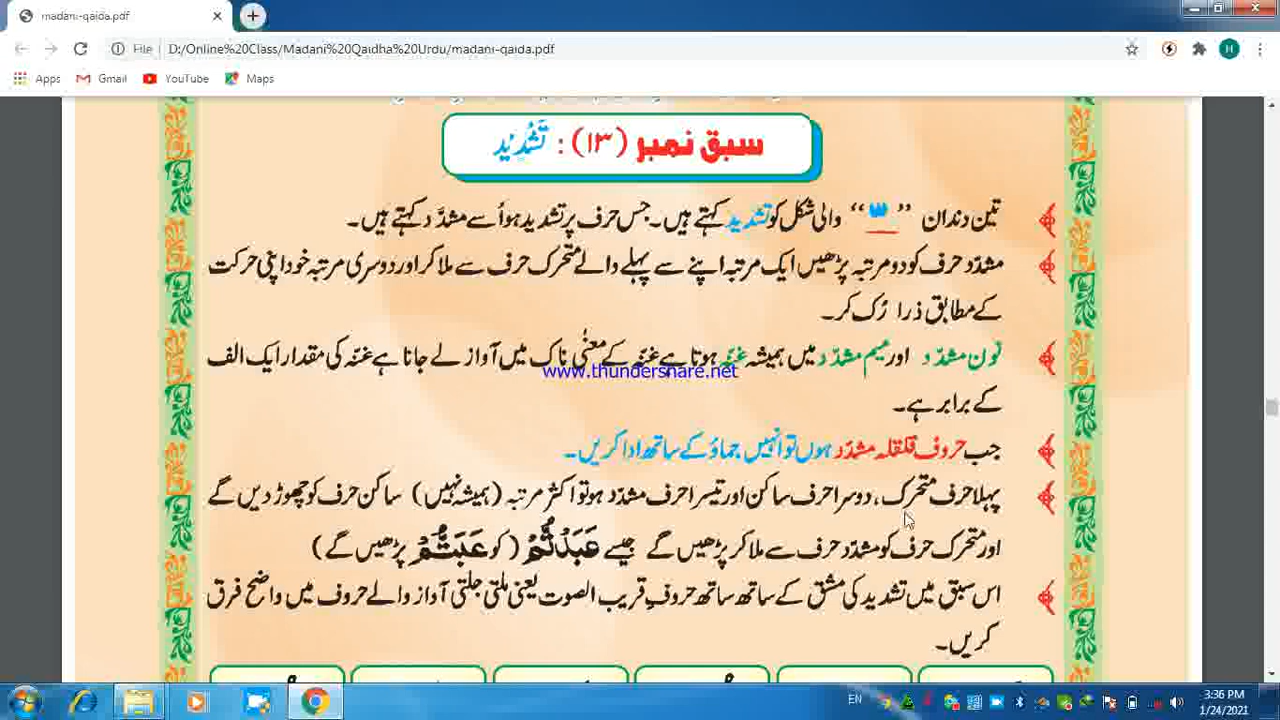 madani-qaida.pdf
File D:/Online%20Class/Madani%20Qaidha%20Urdu/madani-qaida.pdf
Apps Gmail YouTube Maps
سبق نمبر (۱۳) : تَشْدِیْد
تین دندان " ــّـ " والی شکل کو تشدید کہتے ہیں۔ جس حرف پر تشدید ہو اُسے مشدَّد کہتے ہیں۔
مشدّد حرف کو دو مرتبہ پڑھیں ایک مرتبہ اپنے سے پہلے والے متحرک حرف سے ملا کر اور دوسری مرتبہ خود اپنی حرکت
کے مطابق ذرا رُک کر۔
نُون مشدّد اور میم مشدّد میں ہمیشہ غنّہ ہوتا ہے غنّہ کے معنٰی ناک میں آواز لے جانا ہے غنّہ کی مقدار ایک الف
www.thundershare.net
کے برابر ہے۔
جب حروف قلقلہ مشدّد ہوں تو انہیں جماؤ کے ساتھ ادا کریں۔
پہلا حرف متحرک، دوسرا حرف ساکن اور تیسرا حرف مشدّد ہو تو اکثر مرتبہ (ہمیشہ نہیں) ساکن حرف کو چھوڑ دیں گے
اور متحرک حرف کو مشدّد حرف سے ملا کر پڑھیں گے جیسے عَبَدْتُّمْ (کو عَبَتُّمْ پڑھیں گے)
اس سبق میں تشدید کی مشق کے ساتھ ساتھ حروفِ قریب الصوت یعنی ملتی جلتی آواز والے حروف میں واضح فرق
کریں۔
EN
3:36 PM
1/24/2021